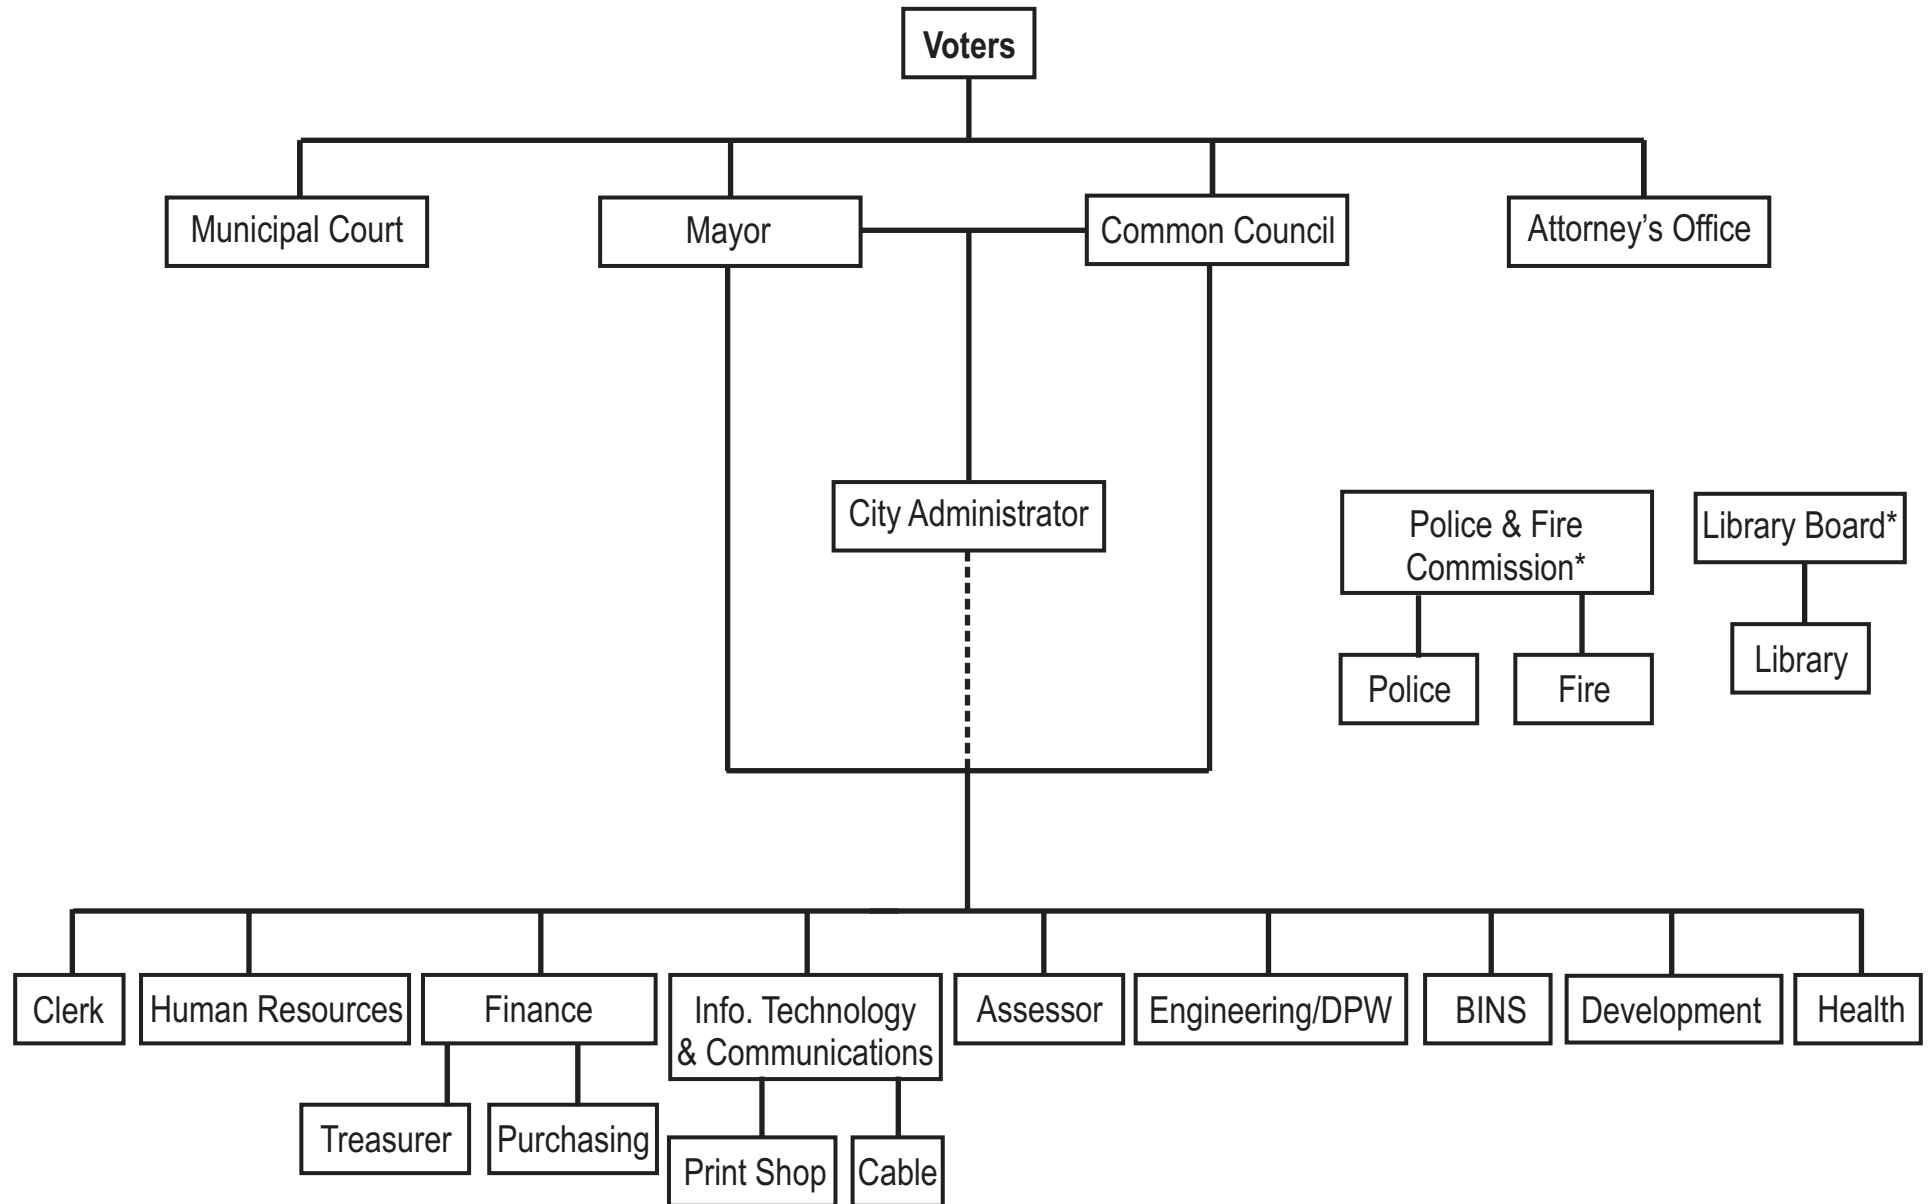 Voters
Municipal Court
Mayor
Common Council
Attorney’s Office
City Administrator
Police & Fire
Commission*
Library Board*
Police
Fire
Library
Clerk
Human Resources
Finance
Info. Technology
& Communications
Assessor
Engineering/DPW
BINS
Development
Health
Treasurer
Purchasing
Print Shop
Cable